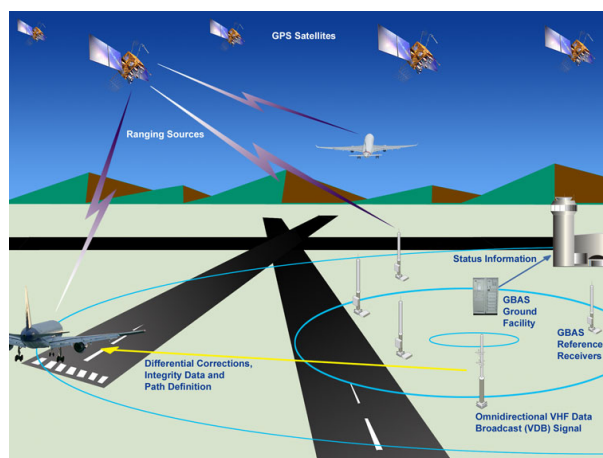 GPS Satellites
Ranging Sources
Status Information
GBAS
Ground
Facility
GBAS
Reference
Receivers
Differential Corrections,
Integrity Data and
Path Definition
Omnidirectional VHF Data
Broadcast (VDB) Signal